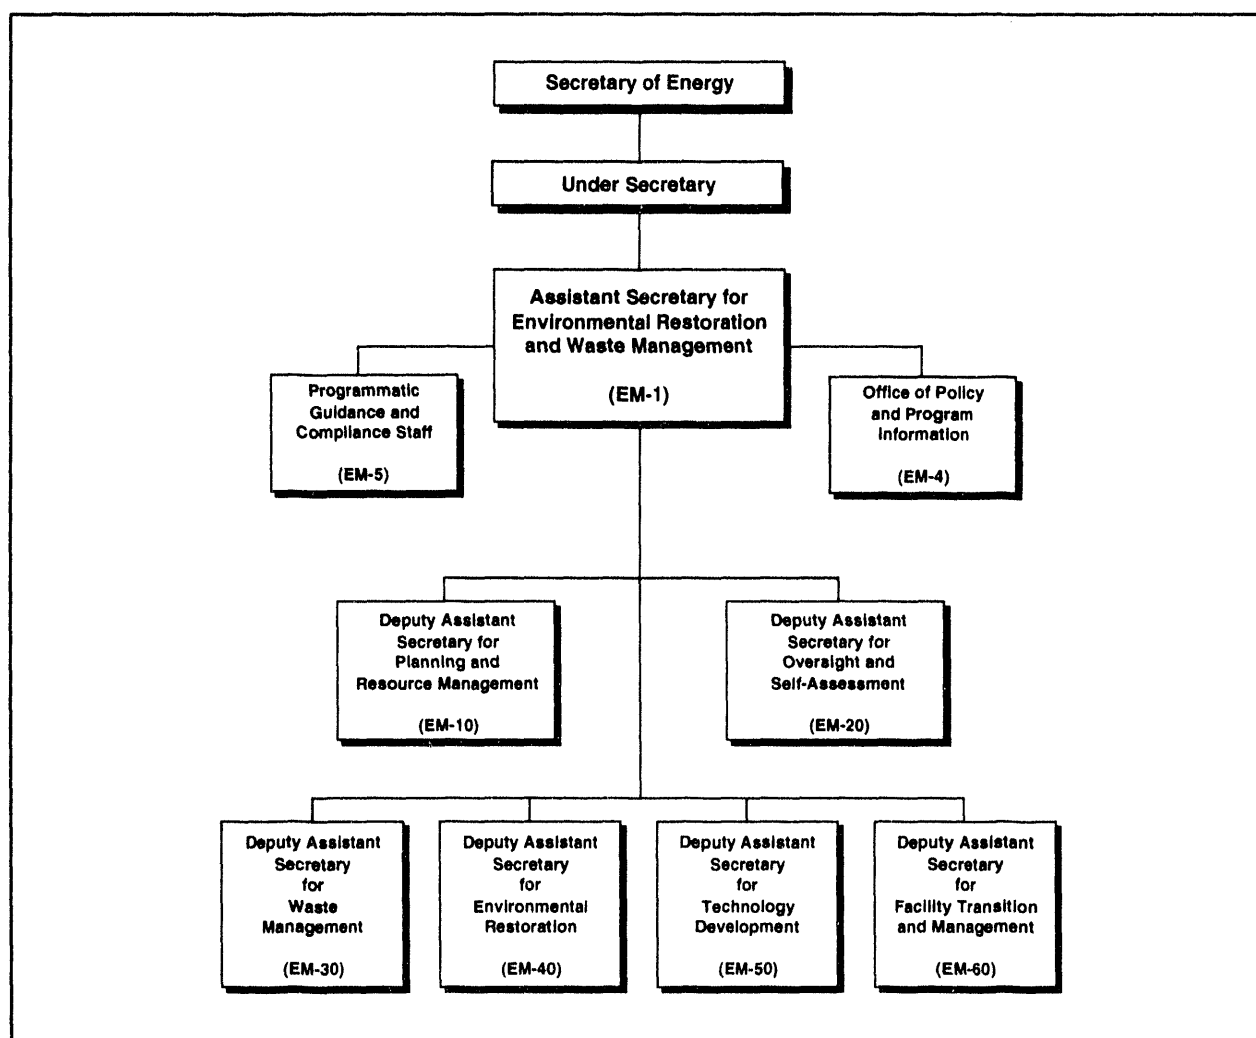 Secretary of Energy
Under Secretary
Assistant Secretary for
Environmental Restoration
and Waste Management
(EM-1)
Programmatic
Guidance and
Compliance Staff
(EM-5)
Office of Policy
and Program
Information
(EM-4)
Deputy Assistant
Secretary for
Planning and
Resource Management
(EM-10)
Deputy Assistant
Secretary for
Oversight and
Self-Assessment
(EM-20)
Deputy Assistant
Secretary
for
Waste
Management
(EM-30)
Deputy Assistant
Secretary
for
Environmental
Restoration
(EM-40)
Deputy Assistant
Secretary
for
Technology
Development
(EM-50)
Deputy Assistant
Secretary
for
Facility Transition
and Management
(EM-60)